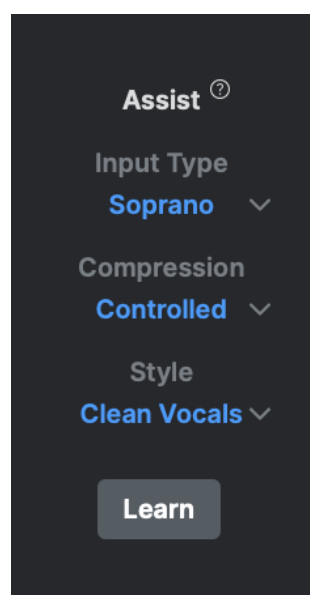 Assist ?
Input Type
Soprano
Compression
Controlled
Style
Clean Vocals
Learn